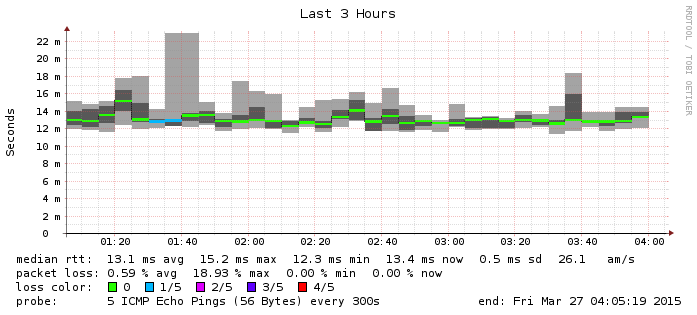 Last 3 Hours
RRDTOOL / TOBI OETIKER
Seconds
22 m
20 m
18 m
16 m
14 m
12 m
10 m
8 m
6 m
4 m
2 m
0
01:20 01:40 02:00 02:20 02:40 03:00 03:20 03:40 04:00
median rtt: 13.1 ms avg 15.2 ms max 12.3 ms min 13.4 ms now 0.5 ms sd 26.1 am/s
packet loss: 0.59 % avg 18.93 % max 0.00 % min 0.00 % now
loss color: 0 1/5 2/5 3/5 4/5
probe: 5 ICMP Echo Pings (56 Bytes) every 300s end: Fri Mar 27 04:05:19 2015